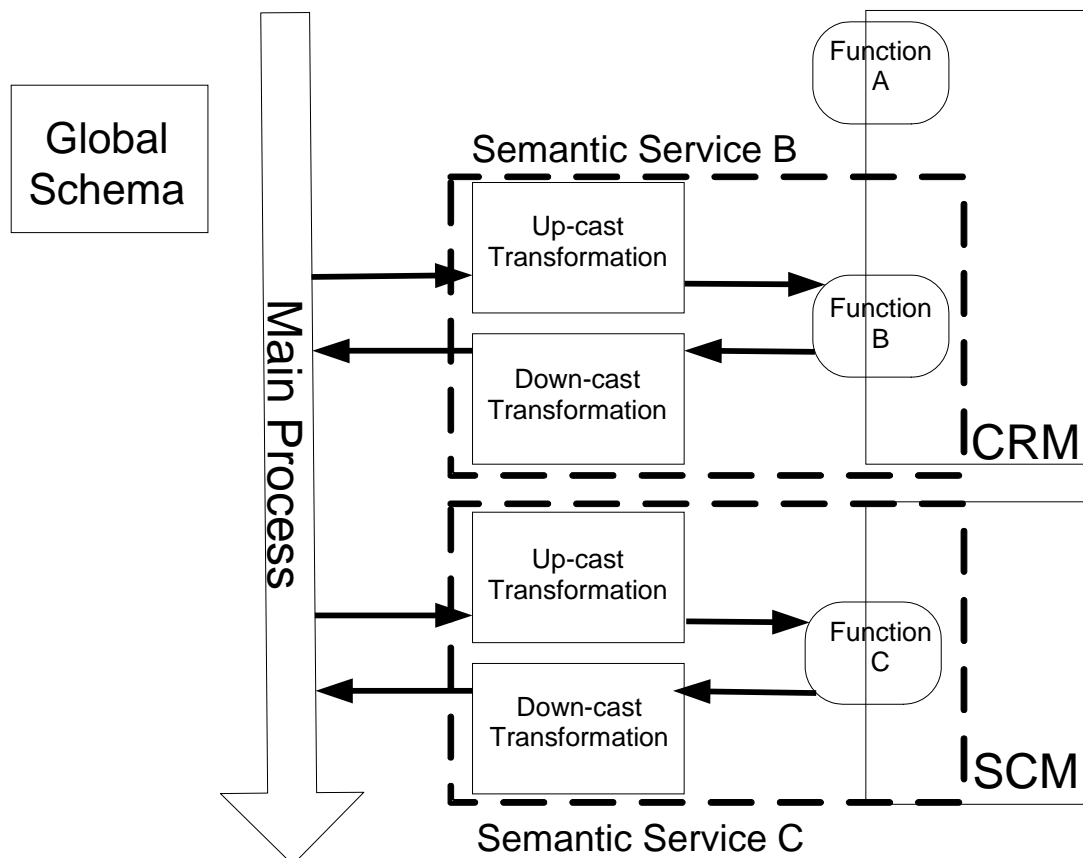 Global
Schema
Main Process
Function
A
Semantic Service B
Up-cast
Transformation
Function
B
Down-cast
Transformation
CRM
Up-cast
Transformation
Function
C
Down-cast
Transformation
SCM
Semantic Service C